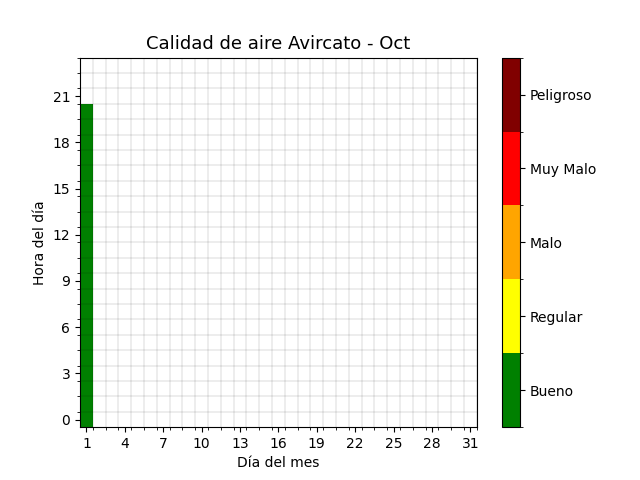 Calidad de aire Avircato - Oct
Hora del día
21
18
15
12
9
6
3
0
1 4 7 10 13 16 19 22 25 28 31
Día del mes
Peligroso
Muy Malo
Malo
Regular
Bueno